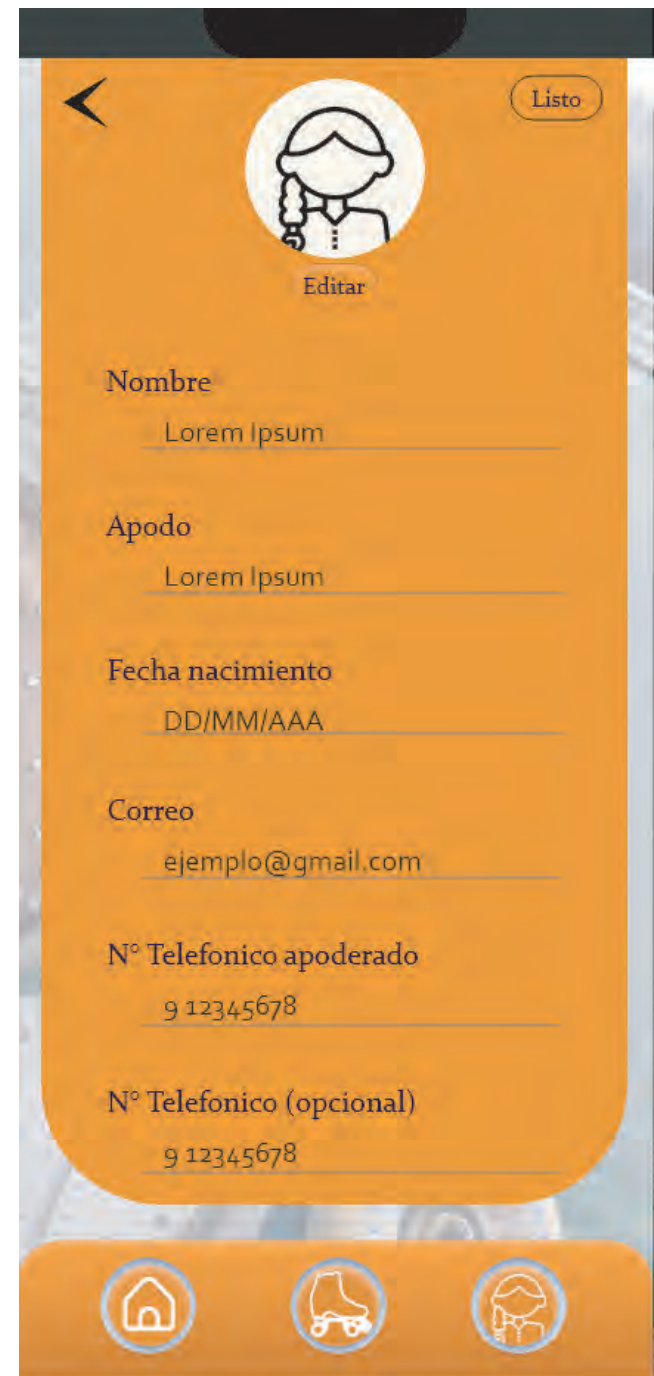 Listo
Editar
Nombre
Lorem Ipsum
Apodo
Lorem Ipsum
Fecha nacimiento
DD/MM/AAA
Correo
ejemplo@gmail.com
N° Telefonico apoderado
9 12345678
N° Telefonico (opcional)
9 12345678